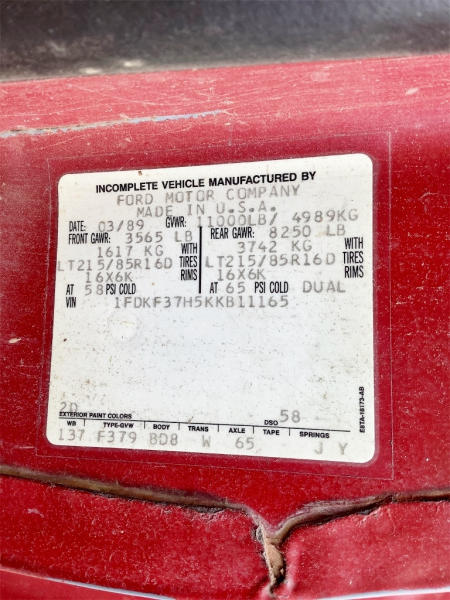 INCOMPLETE VEHICLE MANUFACTURED BY
FORD MOTOR COMPANY
MADE IN U.S.A.
DATE: 03/89 GVWR: 11000LB/ 4989KG
FRONT GAWR: 3565 LB REAR GAWR: 8250 LB
1617 KG WITH 3742 KG WITH
LT215/85R16D TIRES LT215/85R16D TIRES
16X6K RIMS 16X6K RIMS
AT 58 PSI COLD AT 65 PSI COLD DUAL
VIN 1FDKF37H5KKB11165
2D
EXTERIOR PAINT COLORS DSO 58
WB TYPE-GVW BODY TRANS AXLE TAPE SPRINGS
137 F379 BD8 W 65 J Y
E8TA-16173-AB